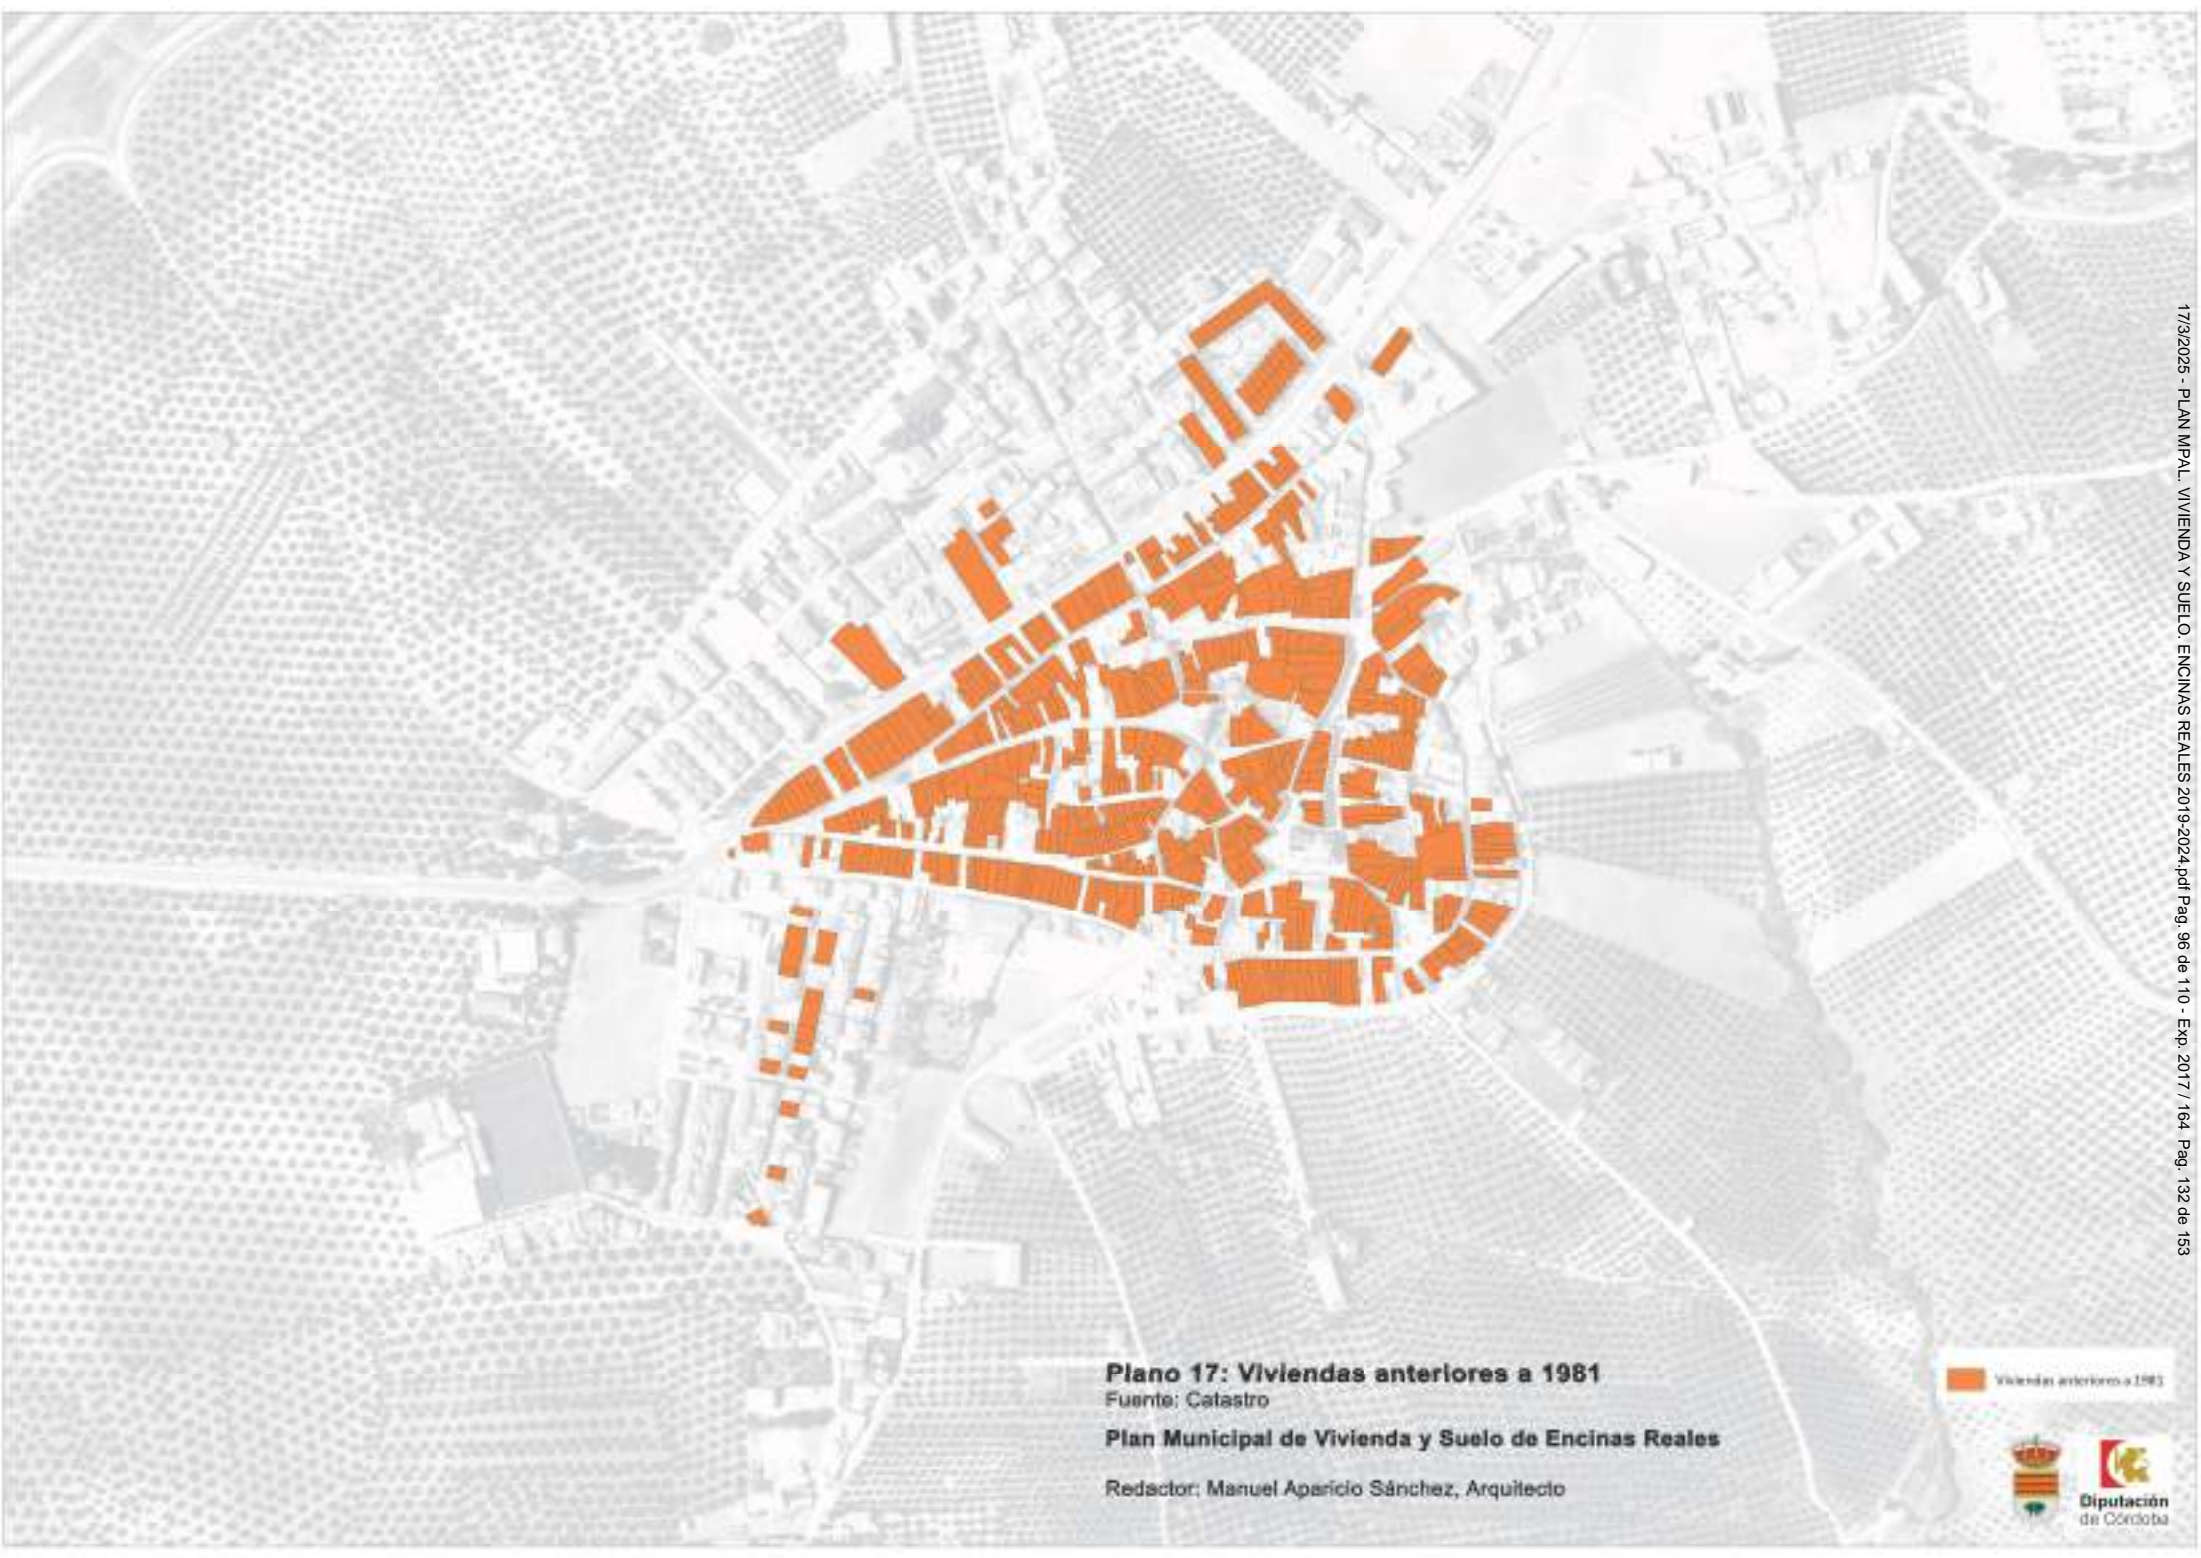 Plano 17: Viviendas anteriores a 1981
Fuente: Catastro
Plan Municipal de Vivienda y Suelo de Encinas Reales
Redactor: Manuel Aparicio Sánchez, Arquitecto
Viviendas anteriores a 1981
Diputación
de Córdoba
17/3/2025 - PLAN MPAL. VIVIENDA Y SUELO. ENCINAS REALES 2019-2024.pdf Pag. 96 de 110 - Exp. 2017 / 164 Pag. 132 de 153